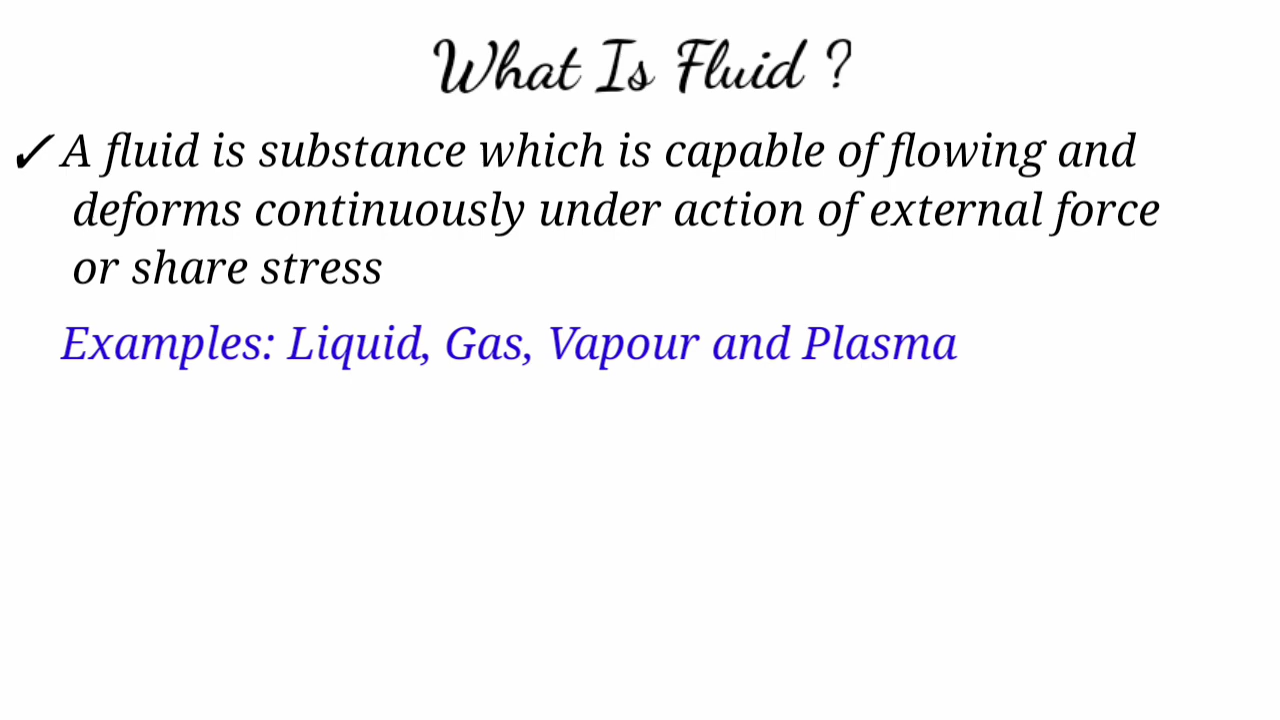 What Is Fluid ?
✓ A fluid is substance which is capable of flowing and
deforms continuously under action of external force
or share stress
Examples: Liquid, Gas, Vapour and Plasma